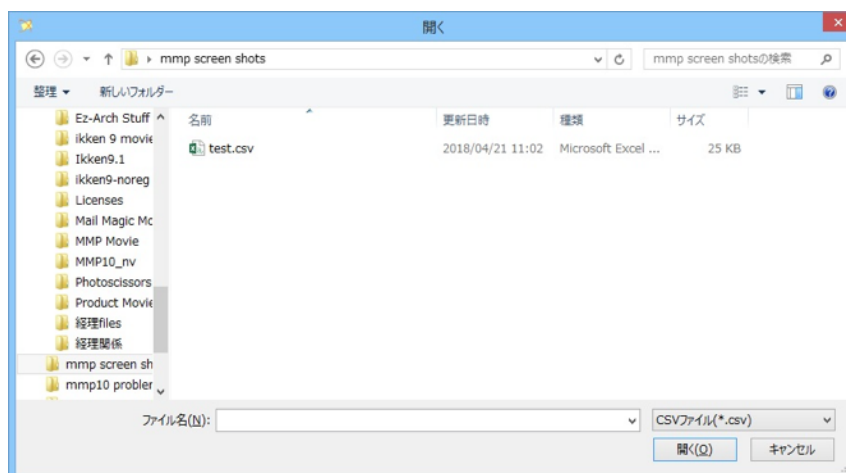 開く
mmp screen shots
mmp screen shotsの検索
整理
新しいフォルダー
Ez-Arch Stuff
ikken 9 movie
Ikken9.1
ikken9-noreg
Licenses
Mail Magic Mc
MMP Movie
MMP10_nv
Photoscissors
Product Movie
経理files
経理関係
mmp screen sh
mmp10 probler
名前 更新日時 種類 サイズ
test.csv 2018/04/21 11:02 Microsoft Excel ... 25 KB
ファイル名(N):
CSVファイル(*.csv)
開く(O) キャンセル